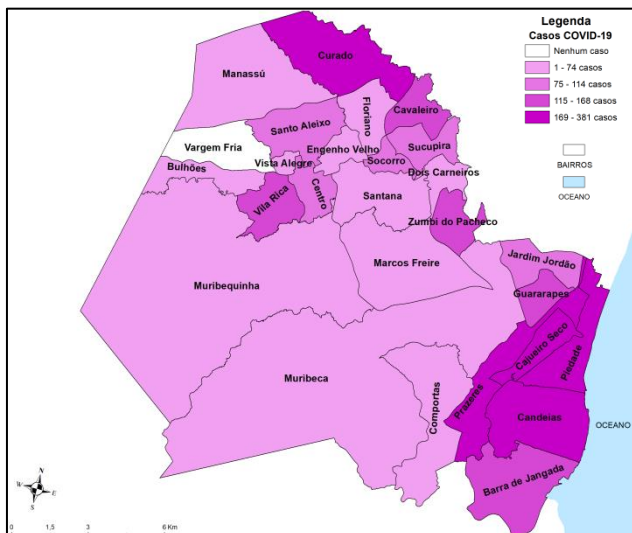 Legenda
Casos COVID-19
Nenhum caso
1 - 74 casos
75 - 114 casos
115 - 168 casos
169 - 381 casos
BAIRROS
OCEANO
Curado
Manassú
Floriano
Cavaleiro
Santo Aleixo
Vargem Fria
Engenho Velho
Sucupira
Vista Alegre
Socorro
Bulhões
Dois Carneiros
Vila Rica
Centro
Santana
Zumbi do Pacheco
Jardim Jordão
Marcos Freire
Muribequinha
Guararapes
Cajueiro Seco
Piedade
Muribeca
Comportas
Prazeres
Candeias
OCEANO
Barra de Jangada
N
W
E
S
0 1,5 3 6 Km